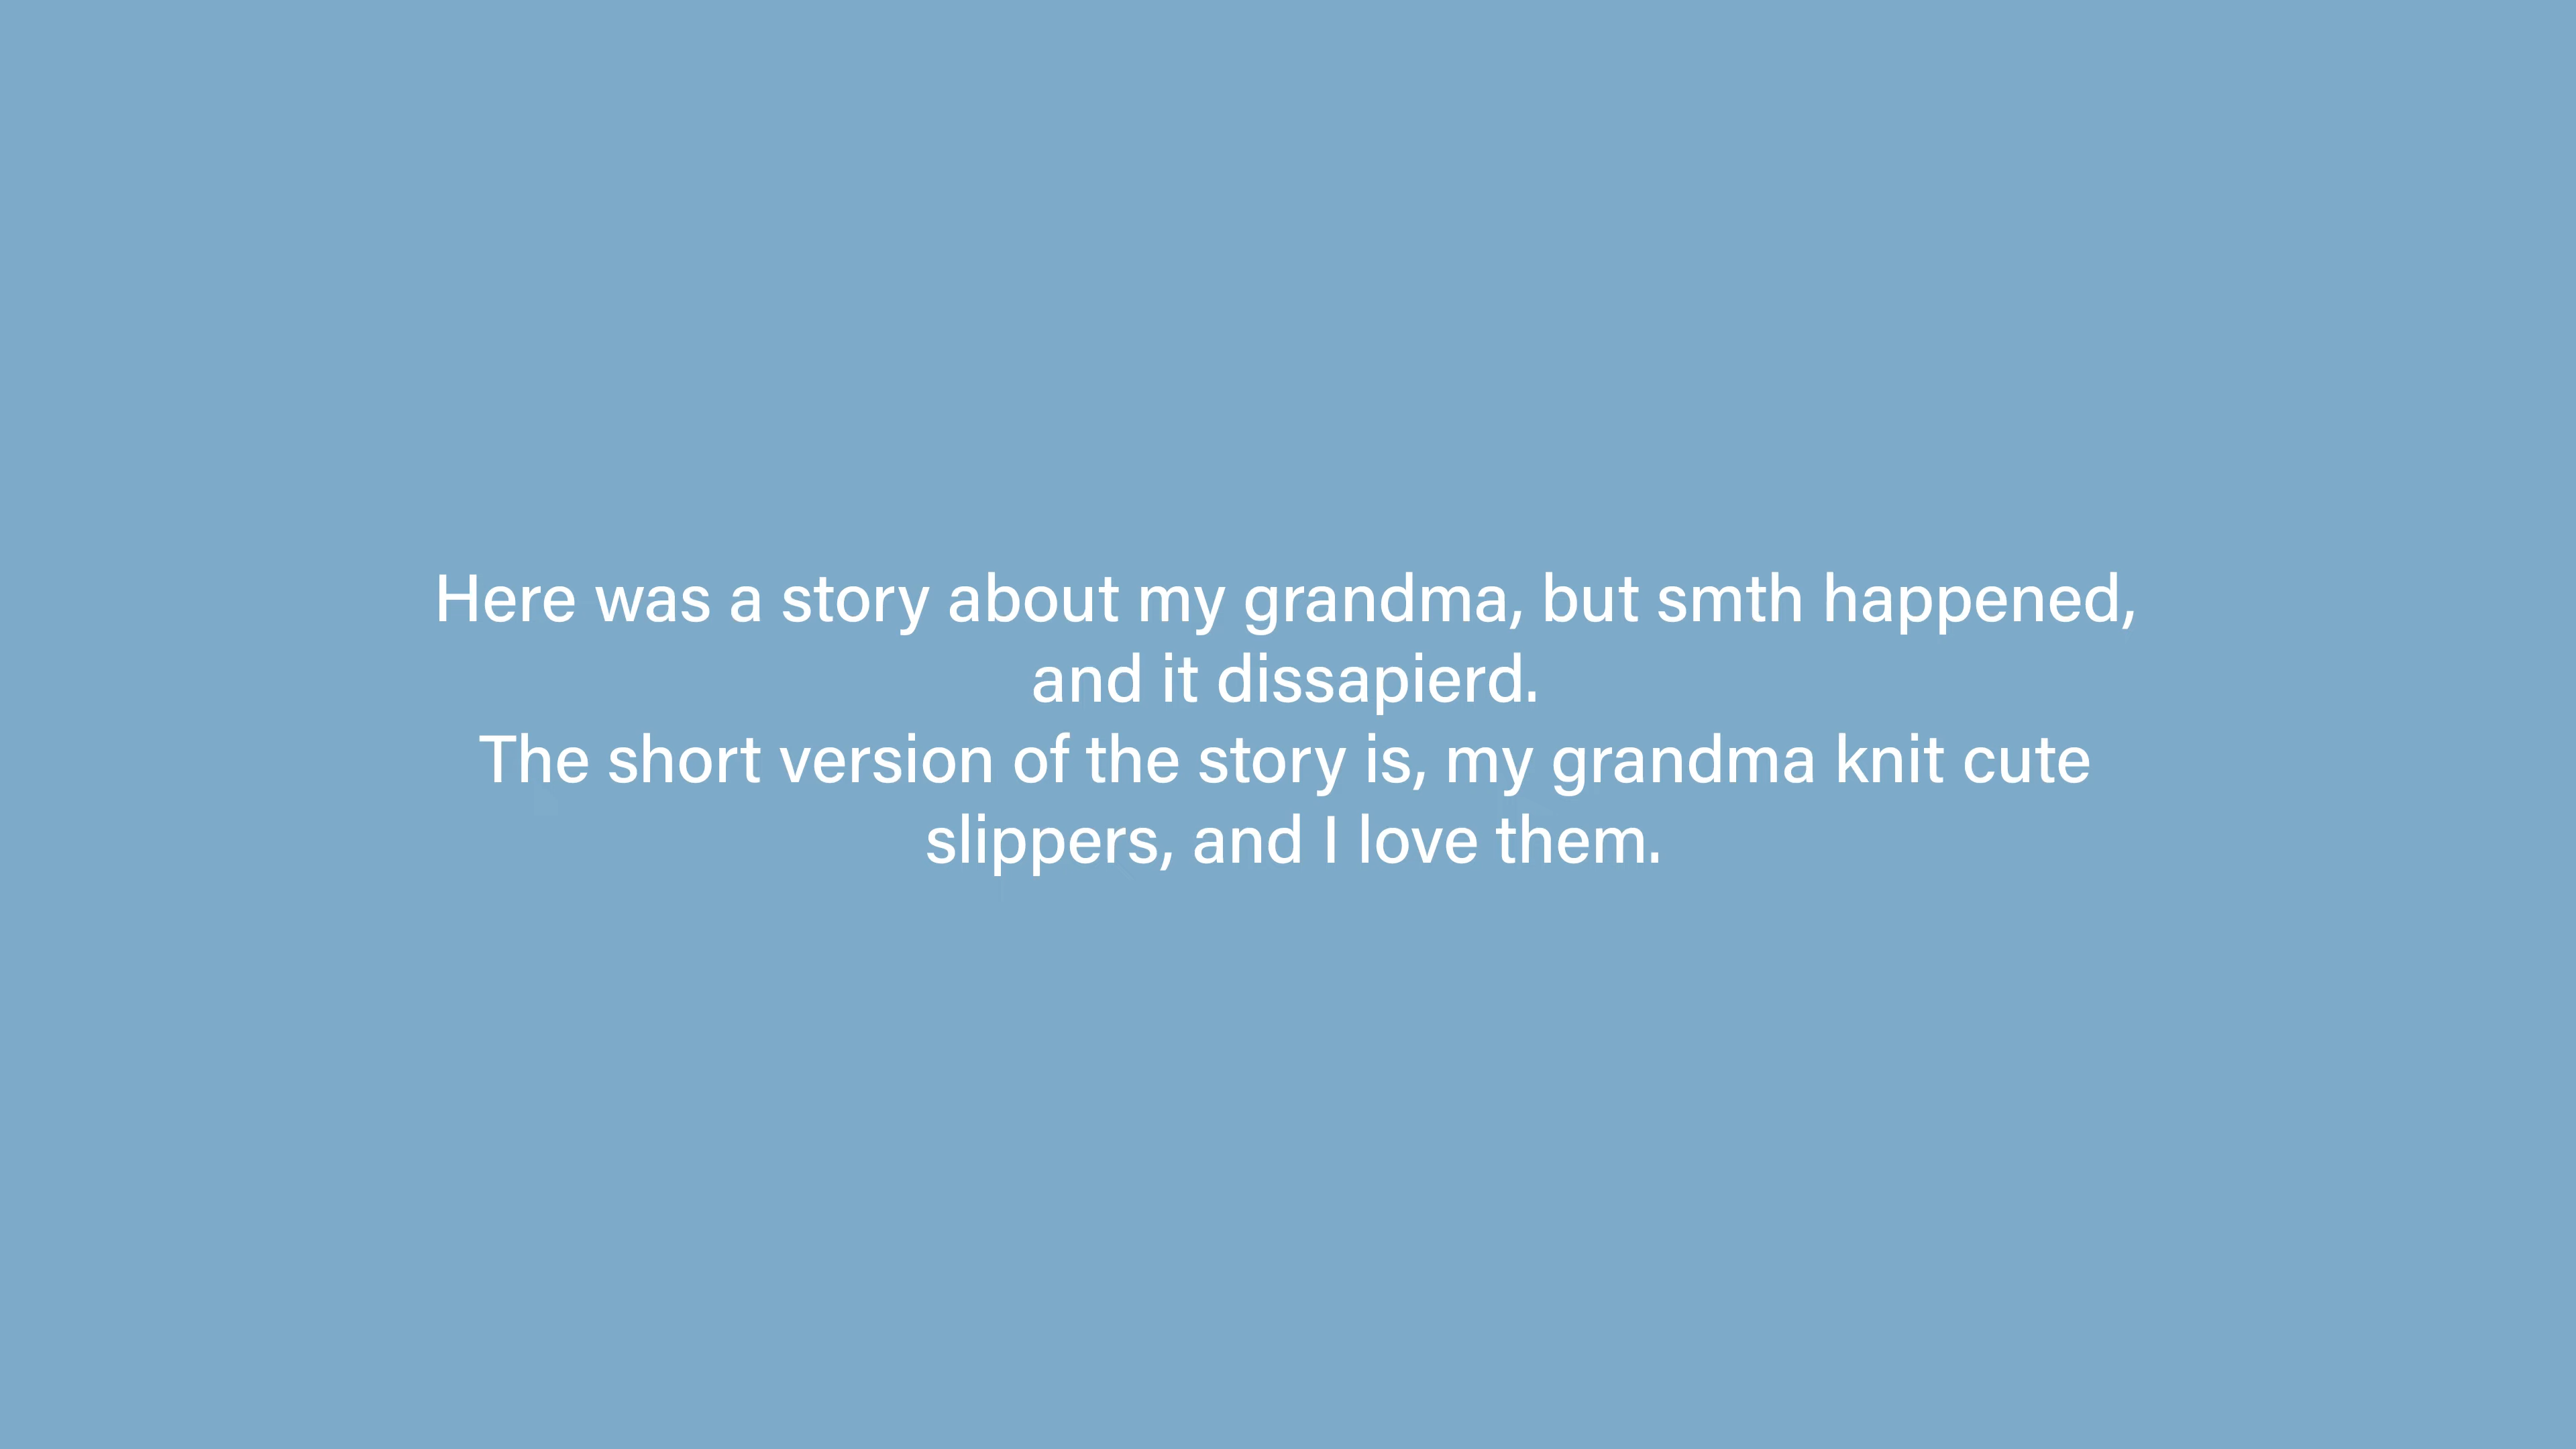 Here was a story about my grandma, but smth happened,
and it dissapierd.
The short version of the story is, my grandma knit cute
slippers, and I love them.